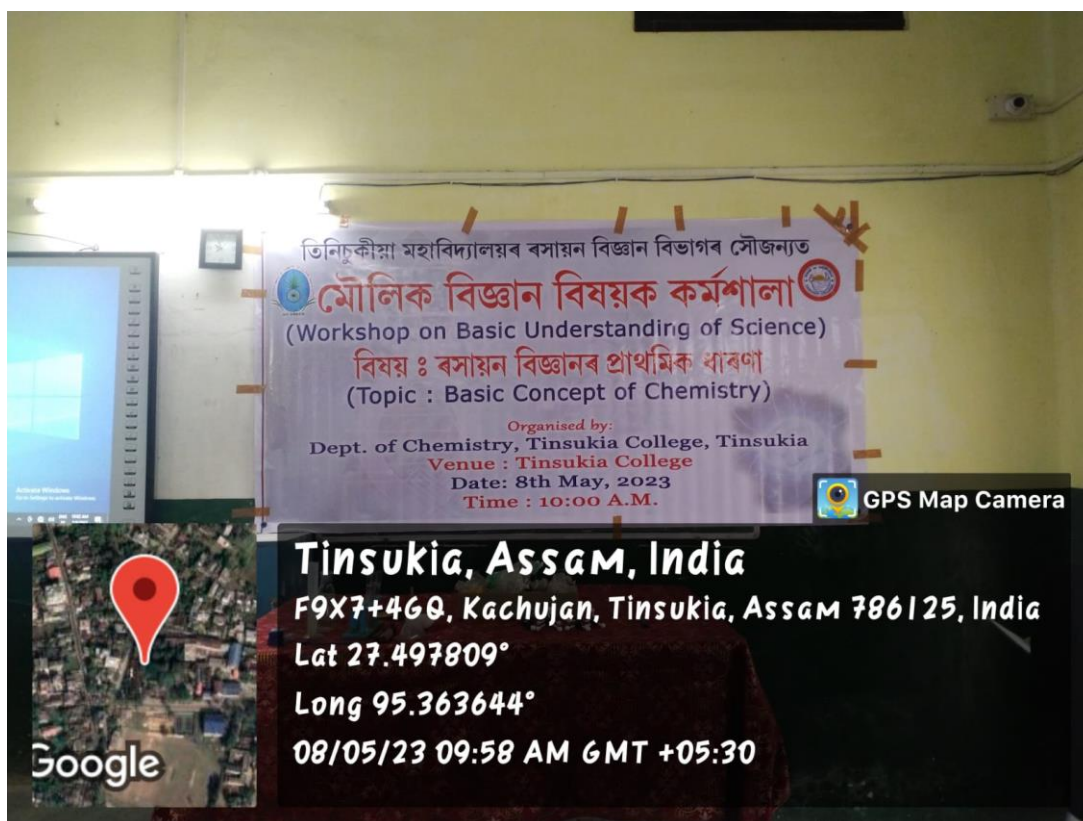 তিনিচুকীয়া মহাবিদ্যালয়ৰ ৰসায়ন বিজ্ঞান বিভাগৰ সৌজন্যত
মৌলিক বিজ্ঞান বিষয়ক কৰ্মশালা
(Workshop on Basic Understanding of Science)
বিষয় ঃ ৰসায়ন বিজ্ঞানৰ প্ৰাথমিক ধাৰণা
(Topic : Basic Concept of Chemistry)
Organised by:
Dept. of Chemistry, Tinsukia College, Tinsukia
Venue : Tinsukia College
Date: 8th May, 2023
Time : 10:00 A.M.
Activate Windows
GPS Map Camera
Tinsukia, Assam, India
F9X7+4GQ, Kachujan, Tinsukia, Assam 786125, India
Lat 27.497809°
Long 95.363644°
08/05/23 09:58 AM GMT +05:30
Google